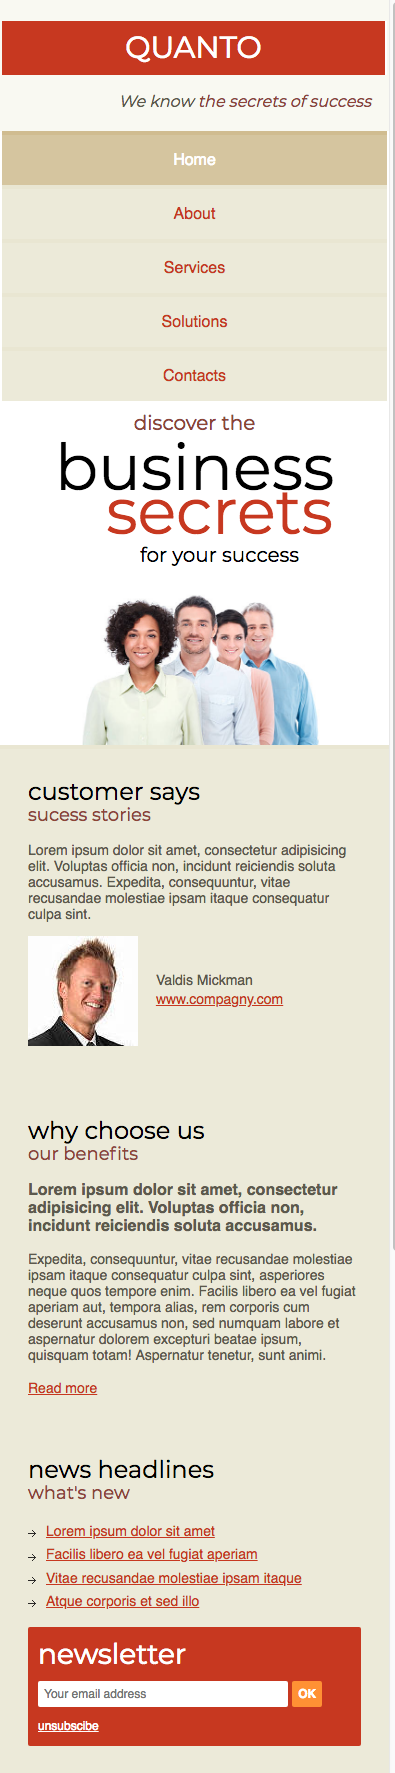 QUANTO
We know the secrets of success
Home
About
Services
Solutions
Contacts
discover the
business
secrets
for your success
customer says
sucess stories
Lorem ipsum dolor sit amet, consectetur adipisicing
elit. Voluptas officia non, incidunt reiciendis soluta
accusamus. Expedita, consequuntur, vitae
recusandae molestiae ipsam itaque consequatur
culpa sint.
Valdis Mickman
www.compagny.com
why choose us
our benefits
Lorem ipsum dolor sit amet, consectetur
adipisicing elit. Voluptas officia non,
incidunt reiciendis soluta accusamus.
Expedita, consequuntur, vitae recusandae molestiae
ipsam itaque consequatur culpa sint, asperiores
neque quos tempore enim. Facilis libero ea vel fugiat
aperiam aut, tempora alias, rem corporis cum
deserunt accusamus non, sed numquam labore et
aspernatur dolorem excepturi beatae ipsum,
quisquam totam! Aspernatur tenetur, sunt animi.
Read more
news headlines
what's new
Lorem ipsum dolor sit amet
Facilis libero ea vel fugiat aperiam
Vitae recusandae molestiae ipsam itaque
Atque corporis et sed illo
newsletter
Your email address OK
unsubscibe